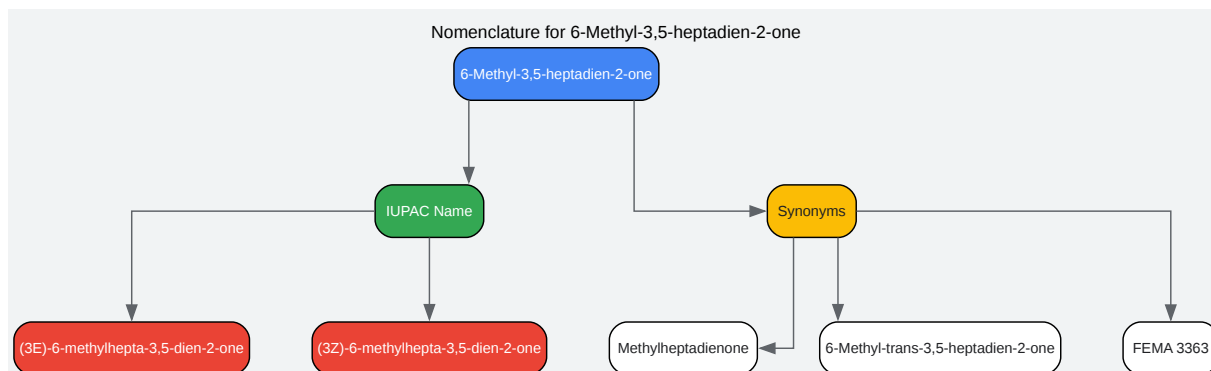 Nomenclature for 6-Methyl-3,5-heptadien-2-one
6-Methyl-3,5-heptadien-2-one
IUPAC Name
Synonyms
(3E)-6-methylhepta-3,5-dien-2-one
(3Z)-6-methylhepta-3,5-dien-2-one
Methylheptadienone
6-Methyl-trans-3,5-heptadien-2-one
FEMA 3363